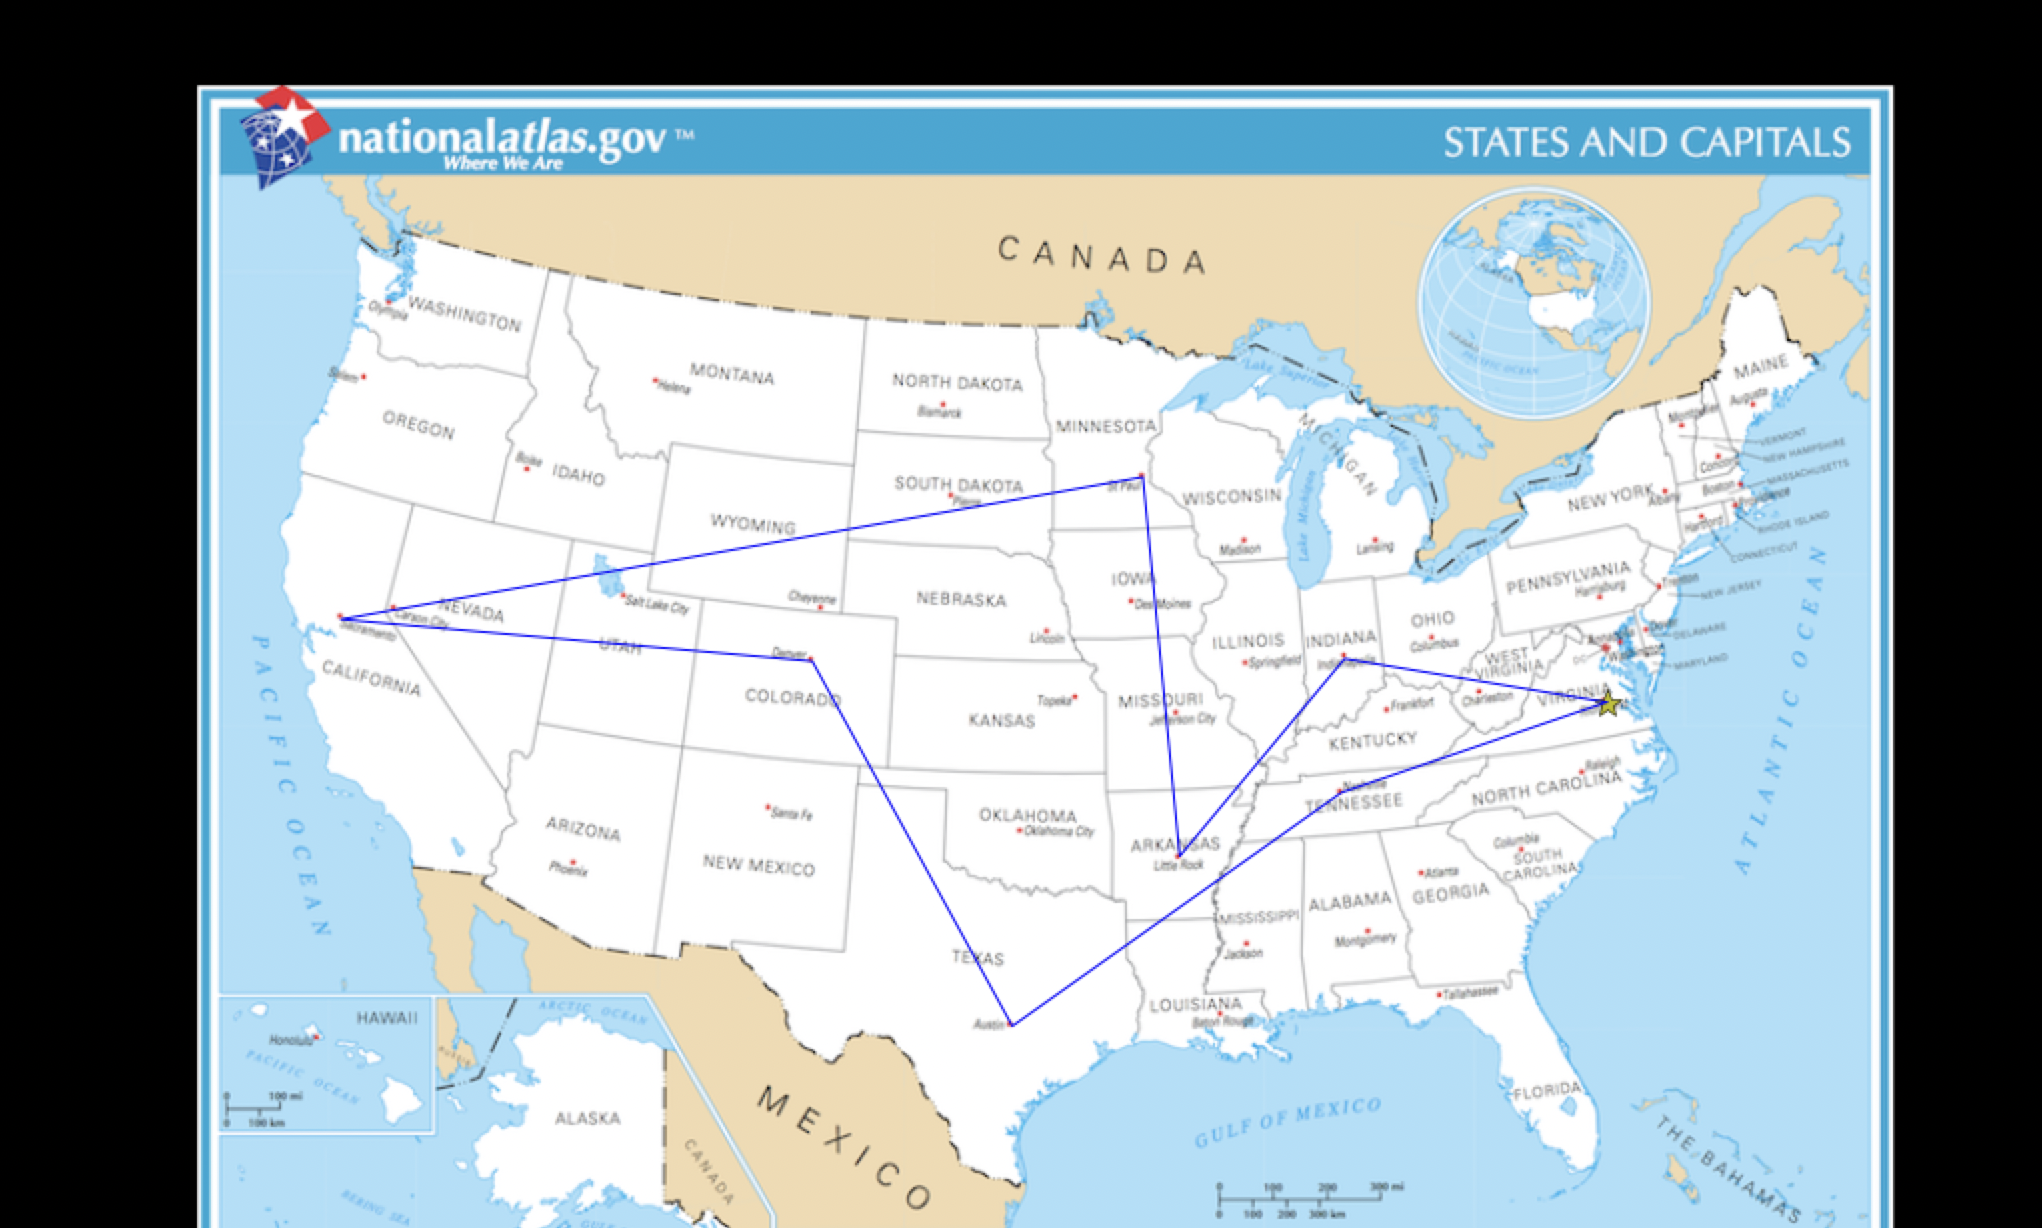 nationalatlas.gov™
Where We Are
STATES AND CAPITALS
CANADA
WASHINGTON
Olympia
MONTANA
Helena
NORTH DAKOTA
Bismarck
MINNESOTA
St Paul
Lake Superior
MICHIGAN
MAINE
Augusta
Montpelier
VERMONT
NEW HAMPSHIRE
Concord
MASSACHUSETTS
Boston
Providence
RHODE ISLAND
Hartford
CONNECTICUT
Albany
NEW YORK
Salem
OREGON
Boise
IDAHO
SOUTH DAKOTA
Pierre
WISCONSIN
Madison
Lake Michigan
Lansing
WYOMING
Cheyenne
PENNSYLVANIA
Harrisburg
Trenton
NEW JERSEY
IOWA
Des Moines
NEBRASKA
Lincoln
NEVADA
Carson City
Sacramento
CALIFORNIA
Salt Lake City
UTAH
Denver
COLORADO
ILLINOIS
Springfield
INDIANA
OHIO
Columbus
WEST
VIRGINIA
Charleston
VIRGINIA
Washington
DC
Dover
DELAWARE
MARYLAND
KANSAS
Topeka
MISSOURI
Jefferson City
KENTUCKY
Frankfort
Nashville
TENNESSEE
Raleigh
NORTH CAROLINA
ARIZONA
Phoenix
Santa Fe
NEW MEXICO
OKLAHOMA
Oklahoma City
ARKANSAS
Little Rock
Columbia
SOUTH
CAROLINA
Atlanta
GEORGIA
ALABAMA
Montgomery
MISSISSIPPI
Jackson
TEXAS
Austin
LOUISIANA
Baton Rouge
Tallahassee
FLORIDA
PACIFIC OCEAN
ATLANTIC OCEAN
GULF OF MEXICO
MEXICO
THE BAHAMAS
HAWAII
Honolulu
PACIFIC OCEAN
0 100 mi
0 100 km
ARCTIC OCEAN
RUSSIA
ALASKA
CANADA
BERING SEA
0 100 200 300 mi
0 100 200 300 km